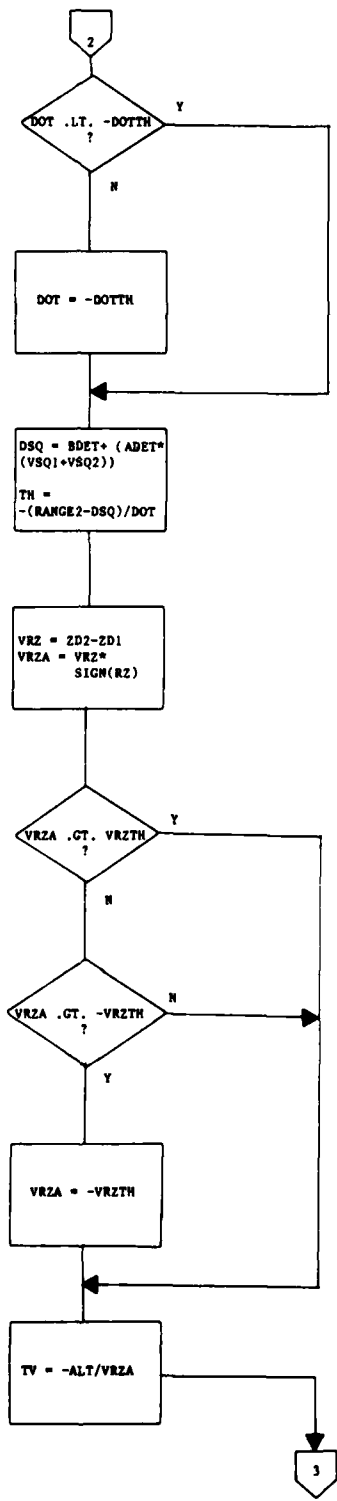 2
DOT .LT. -DOTTH
?
Y
N
DOT = -DOTTH
DSQ = BDET+ (ADET*
(VSQ1+VSQ2))
TH =
-(RANGE2-DSQ)/DOT
VRZ = ZD2-ZD1
VRZA = VRZ*
SIGN(RZ)
VRZA .GT. VRZTH
?
Y
N
VRZA .GT. -VRZTH
?
N
Y
VRZA = -VRZTH
TV = -ALT/VRZA
3